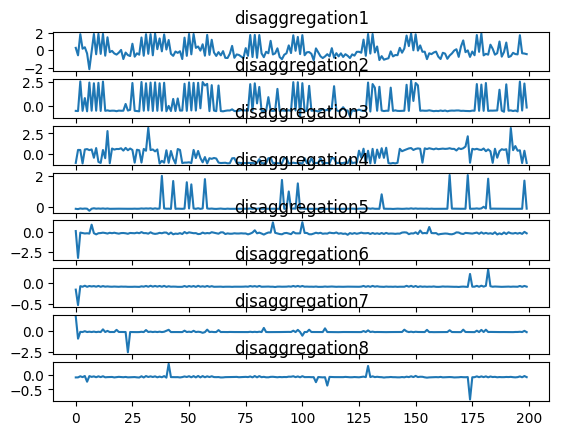 disaggregation1
2
0
−2
disaggregation2
2.5
0.0
disaggregation3
2.5
0.0
disaggregation4
2
0
disaggregation5
0.0
−2.5
disaggregation6
0.0
−0.5
disaggregation7
0.0
−2.5
disaggregation8
0.0
−0.5
0 25 50 75 100 125 150 175 200